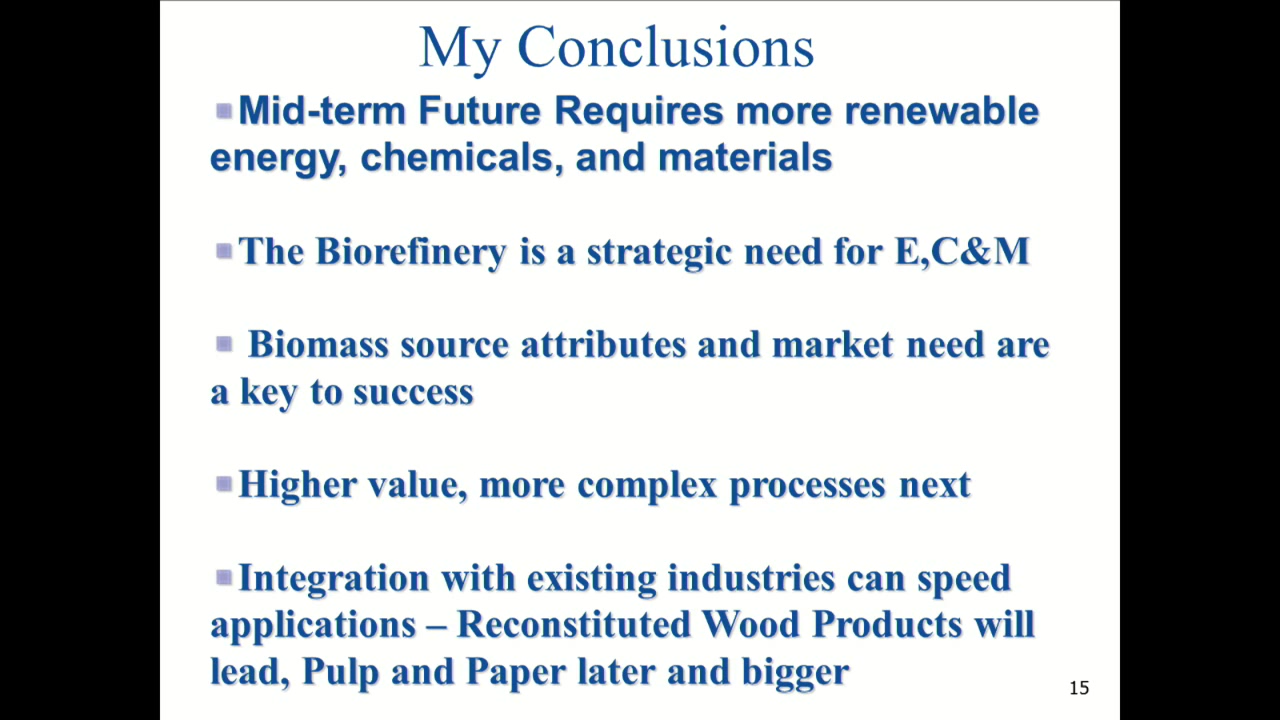 My Conclusions
Mid-term Future Requires more renewable
energy, chemicals, and materials
The Biorefinery is a strategic need for E,C&M
Biomass source attributes and market need are
a key to success
Higher value, more complex processes next
Integration with existing industries can speed
applications – Reconstituted Wood Products will
lead, Pulp and Paper later and bigger
15